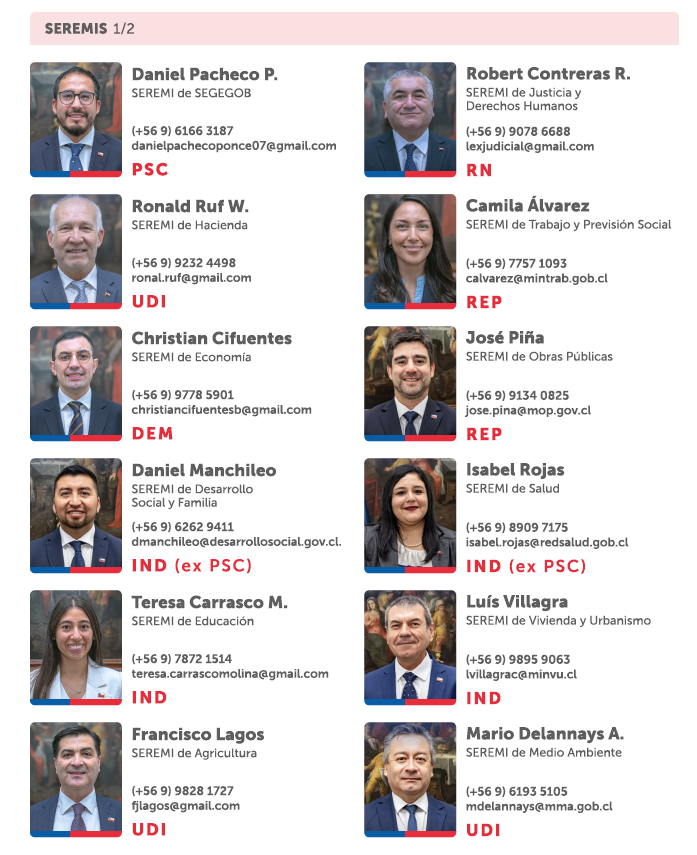 SEREMIS 1/2
Daniel Pacheco P.
SEREMI de SEGEGOB
(+56 9) 6166 3187
danielpachecoponce07@gmail.com
PSC
Robert Contreras R.
SEREMI de Justicia y
Derechos Humanos
(+56 9) 9078 6688
lexjudicial@gmail.com
RN
Ronald Ruf W.
SEREMI de Hacienda
(+56 9) 9232 4498
ronal.ruf@gmail.com
UDI
Camila Álvarez
SEREMI de Trabajo y Previsión Social
(+56 9) 7757 1093
calvarez@mintrab.gob.cl
REP
Christian Cifuentes
SEREMI de Economía
(+56 9) 9778 5901
christiancifuentesb@gmail.com
DEM
José Piña
SEREMI de Obras Públicas
(+56 9) 9134 0825
jose.pina@mop.gov.cl
REP
Daniel Manchileo
SEREMI de Desarrollo
Social y Familia
(+56 9) 6262 9411
dmanchileo@desarrollosocial.gov.cl.
IND (ex PSC)
Isabel Rojas
SEREMI de Salud
(+56 9) 8909 7175
isabel.rojas@redsalud.gob.cl
IND (ex PSC)
Teresa Carrasco M.
SEREMI de Educación
(+56 9) 7872 1514
teresa.carrascomolina@gmail.com
IND
Luís Villagra
SEREMI de Vivienda y Urbanismo
(+56 9) 9895 9063
lvillagrac@minvu.cl
IND
Francisco Lagos
SEREMI de Agricultura
(+56 9) 9828 1727
fjlagos@gmail.com
UDI
Mario Delannays A.
SEREMI de Medio Ambiente
(+56 9) 6193 5105
mdelannays@mma.gob.cl
UDI